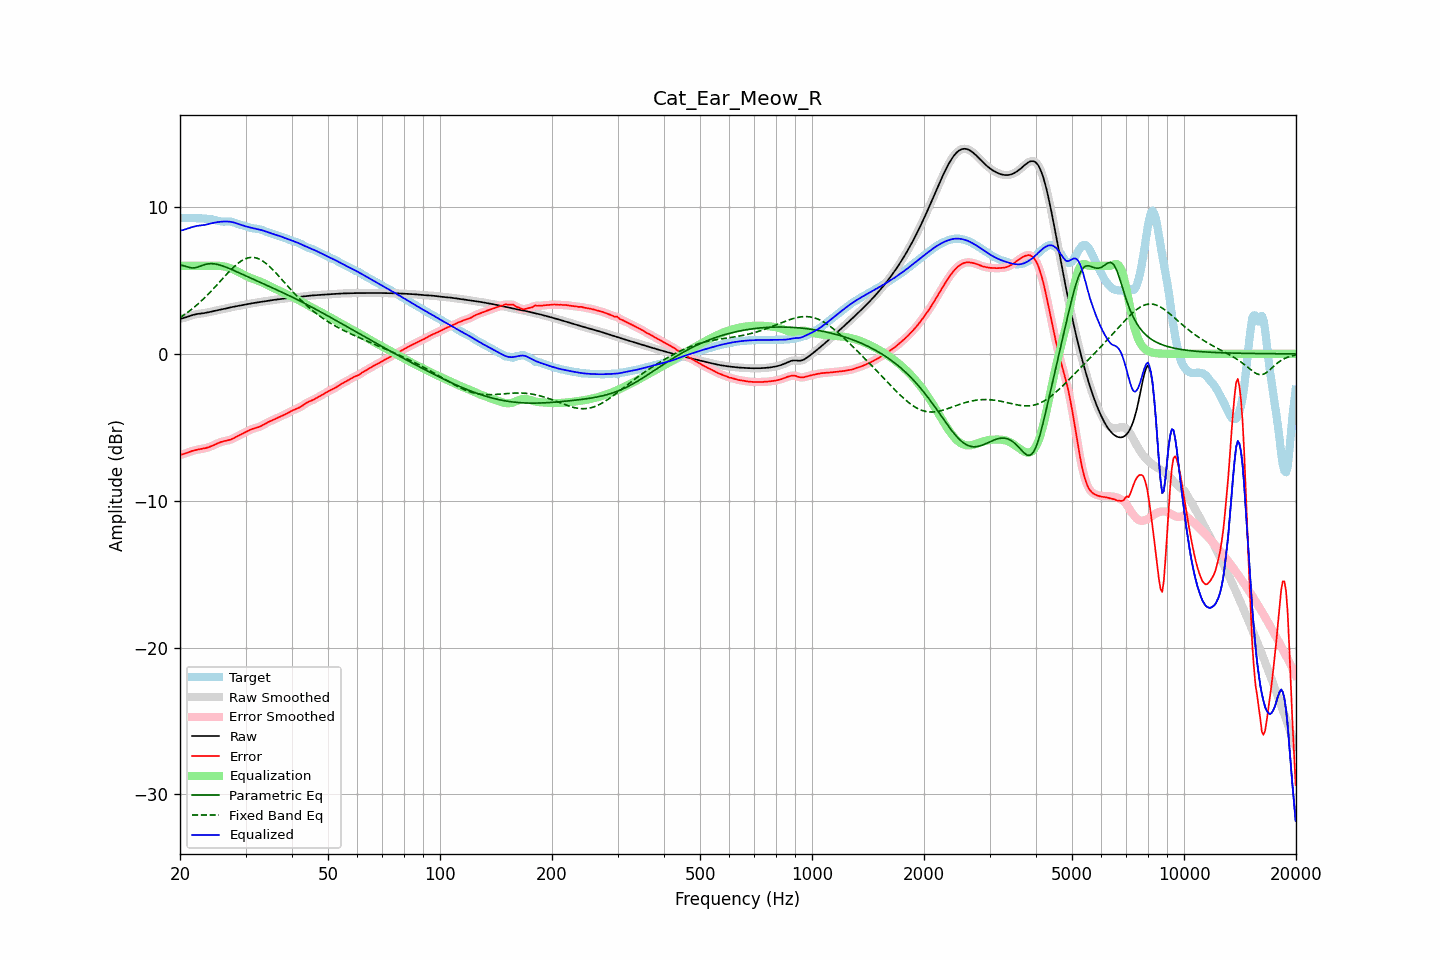 Cat_Ear_Meow_R
Amplitude (dBr)
10
0
−10
−20
−30
Target
Raw Smoothed
Error Smoothed
Raw
Error
Equalization
Parametric Eq
Fixed Band Eq
Equalized
20 50 100 200 500 1000 2000 5000 10000 20000
Frequency (Hz)